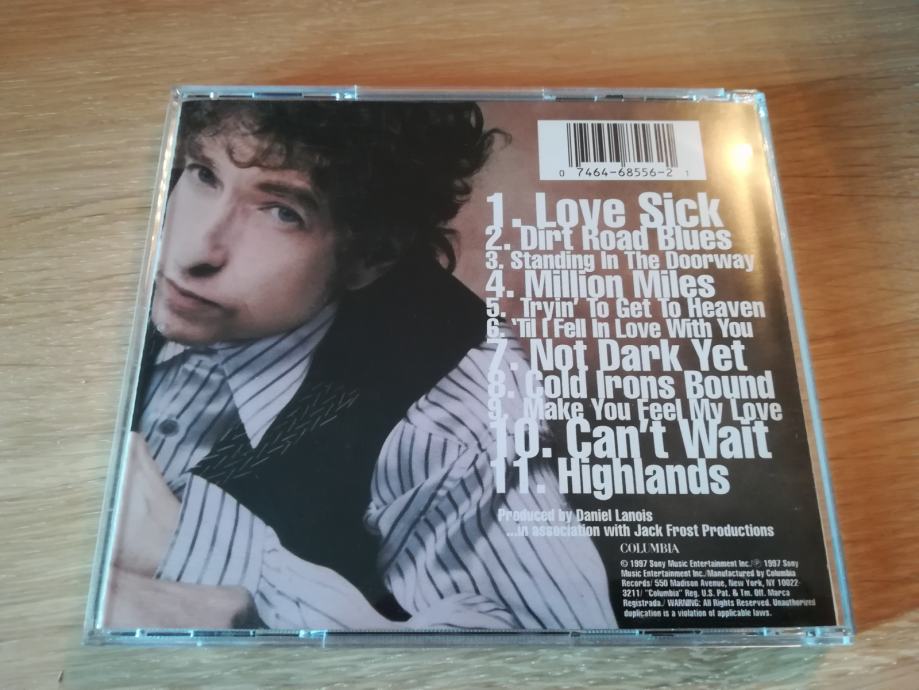 0 7464-68556-2 1
1. Love Sick
2. Dirt Road Blues
3. Standing In The Doorway
4. Million Miles
5. Tryin' To Get To Heaven
6. 'Til I Fell In Love With You
7. Not Dark Yet
8. Cold Irons Bound
9. Make You Feel My Love
10. Can't Wait
11. Highlands
Produced by Daniel Lanois
...in association with Jack Frost Productions
COLUMBIA
© 1997 Sony Music Entertainment Inc./℗ 1997 Sony
Music Entertainment Inc./Manufactured by Columbia
Records/ 550 Madison Avenue, New York, NY 10022-
3211/ "Columbia" Reg. U.S. Pat. & Tm. Off. Marca
Registrada./ WARNING: All Rights Reserved. Unauthorized
duplication is a violation of applicable laws.